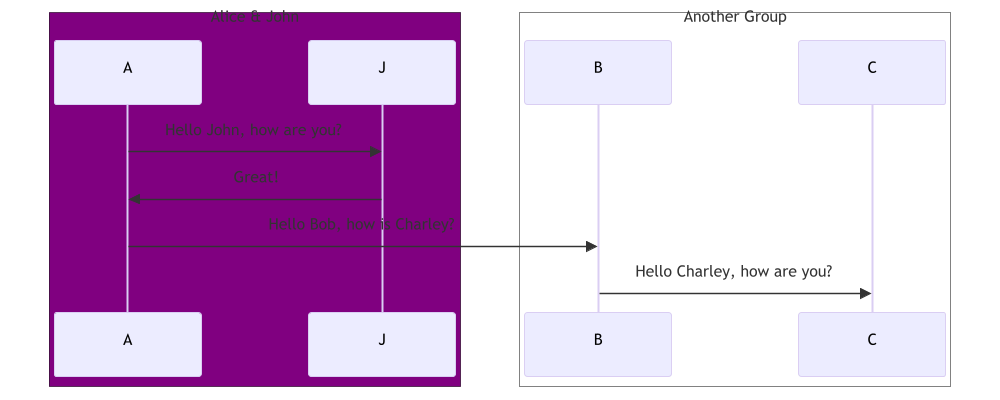 Alice & John
Another Group
A
J
B
C
Hello John, how are you?
Great!
Hello Bob, how is Charley?
Hello Charley, how are you?
A
J
B
C